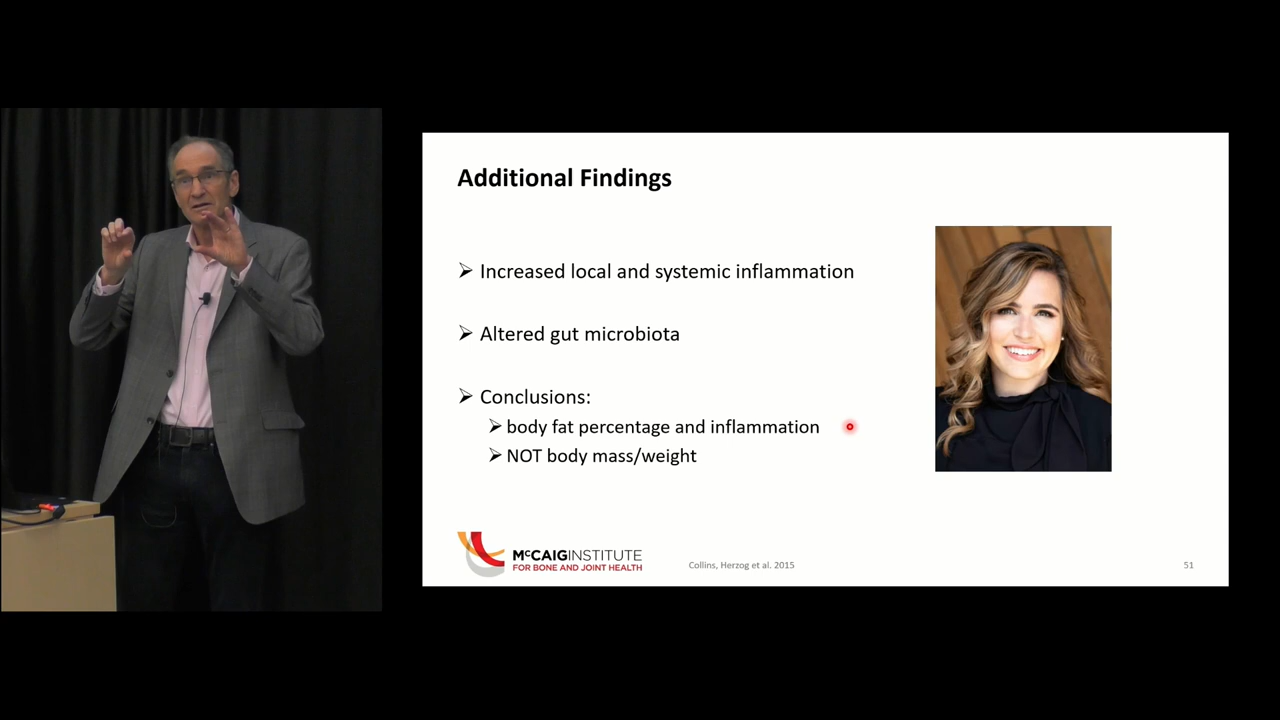 Additional Findings
➢ Increased local and systemic inflammation
➢ Altered gut microbiota
➢ Conclusions:
➢ body fat percentage and inflammation
➢ NOT body mass/weight
McCAIGINSTITUTE
FOR BONE AND JOINT HEALTH
Collins, Herzog et al. 2015
51